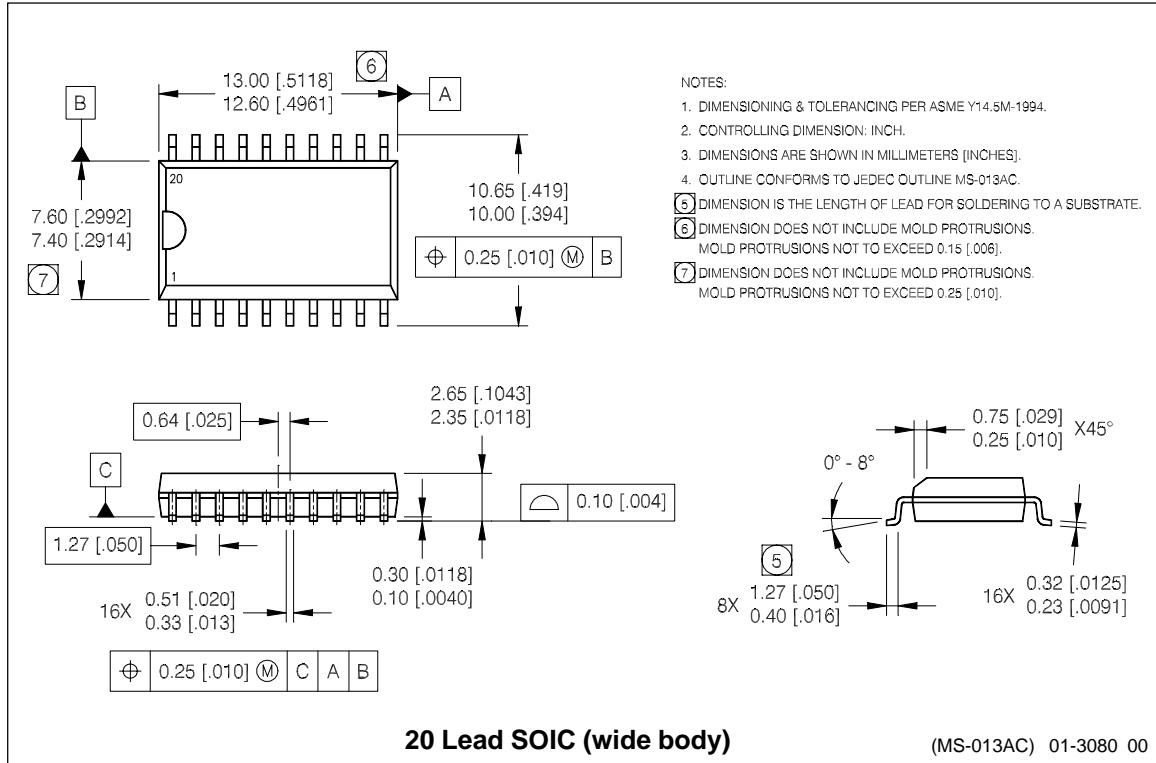 6
13.00 [.5118]
12.60 [.4961]
A
B
20
1
7.60 [.2992]
7.40 [.2914]
7
10.65 [.419]
10.00 [.394]
⌖ 0.25 [.010] Ⓜ B
NOTES:
1. DIMENSIONING & TOLERANCING PER ASME Y14.5M-1994.
2. CONTROLLING DIMENSION: INCH.
3. DIMENSIONS ARE SHOWN IN MILLIMETERS [INCHES].
4. OUTLINE CONFORMS TO JEDEC OUTLINE MS-013AC.
5 DIMENSION IS THE LENGTH OF LEAD FOR SOLDERING TO A SUBSTRATE.
6 DIMENSION DOES NOT INCLUDE MOLD PROTRUSIONS.
MOLD PROTRUSIONS NOT TO EXCEED 0.15 [.006].
7 DIMENSION DOES NOT INCLUDE MOLD PROTRUSIONS.
MOLD PROTRUSIONS NOT TO EXCEED 0.25 [.010].
0.64 [.025]
2.65 [.1043]
2.35 [.0118]
C
0.10 [.004]
1.27 [.050]
0.30 [.0118]
0.10 [.0040]
16X 0.51 [.020]
0.33 [.013]
⌖ 0.25 [.010] Ⓜ C A B
0.75 [.029]
0.25 [.010] X45°
0° - 8°
5
8X 1.27 [.050]
0.40 [.016]
16X 0.32 [.0125]
0.23 [.0091]
20 Lead SOIC (wide body)
(MS-013AC) 01-3080 00